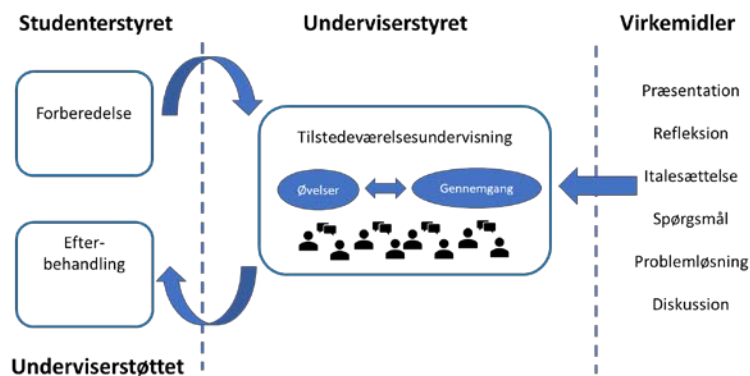 Studenterstyret
Underviserstyret
Virkemidler
Forberedelse
Efter-
behandling
Underviserstøttet
Tilstedeværelsesundervisning
Øvelser
Gennemgang
Præsentation
Refleksion
Italesættelse
Spørgsmål
Problemløsning
Diskussion